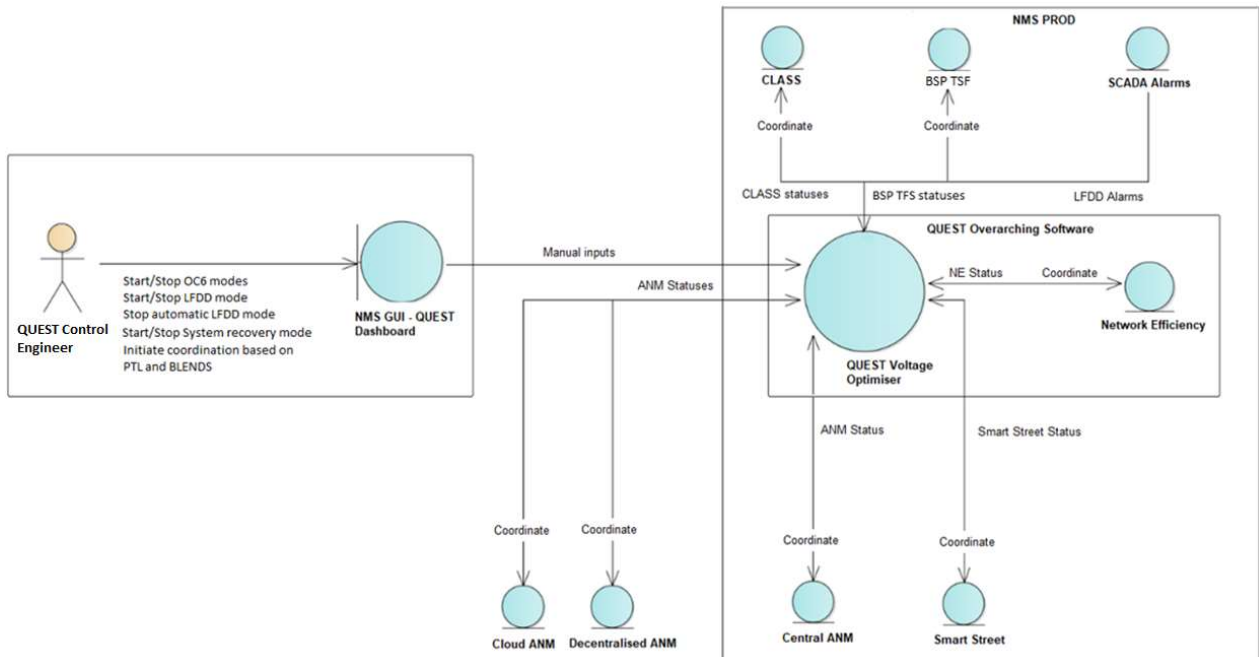 NMS PROD
CLASS
BSP TSF
SCADA Alarms
Coordinate
Coordinate
CLASS statuses
BSP TFS statuses
LFDD Alarms
QUEST Overarching Software
Manual inputs
NE Status
Coordinate
ANM Statuses
Start/Stop OC6 modes
Start/Stop LFDD mode
Stop automatic LFDD mode
Start/Stop System recovery mode
Initiate coordination based on
PTL and BLENDS
QUEST Control
Engineer
NMS GUI - QUEST
Dashboard
Network Efficiency
QUEST Voltage
Optimiser
ANM Status
Smart Street Status
Coordinate
Coordinate
Coordinate
Coordinate
Cloud ANM
Decentralised ANM
Central ANM
Smart Street